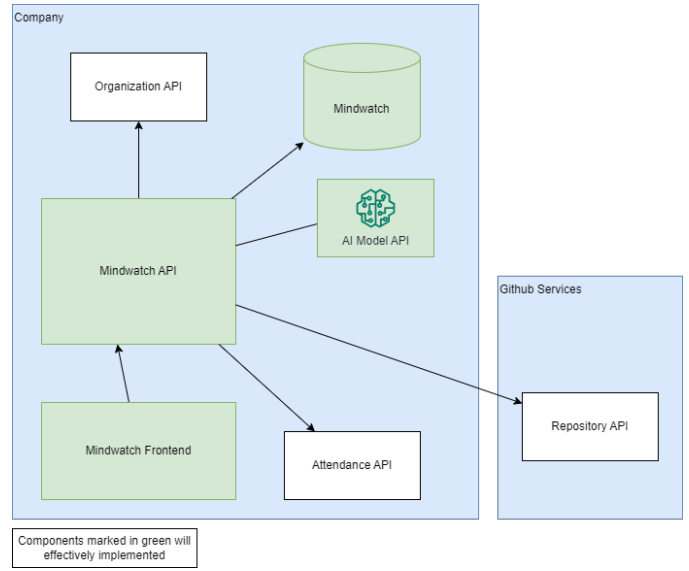 Company
Organization API
Mindwatch
AI Model API
Mindwatch API
Github Services
Repository API
Mindwatch Frontend
Attendance API
Components marked in green will
effectively implemented